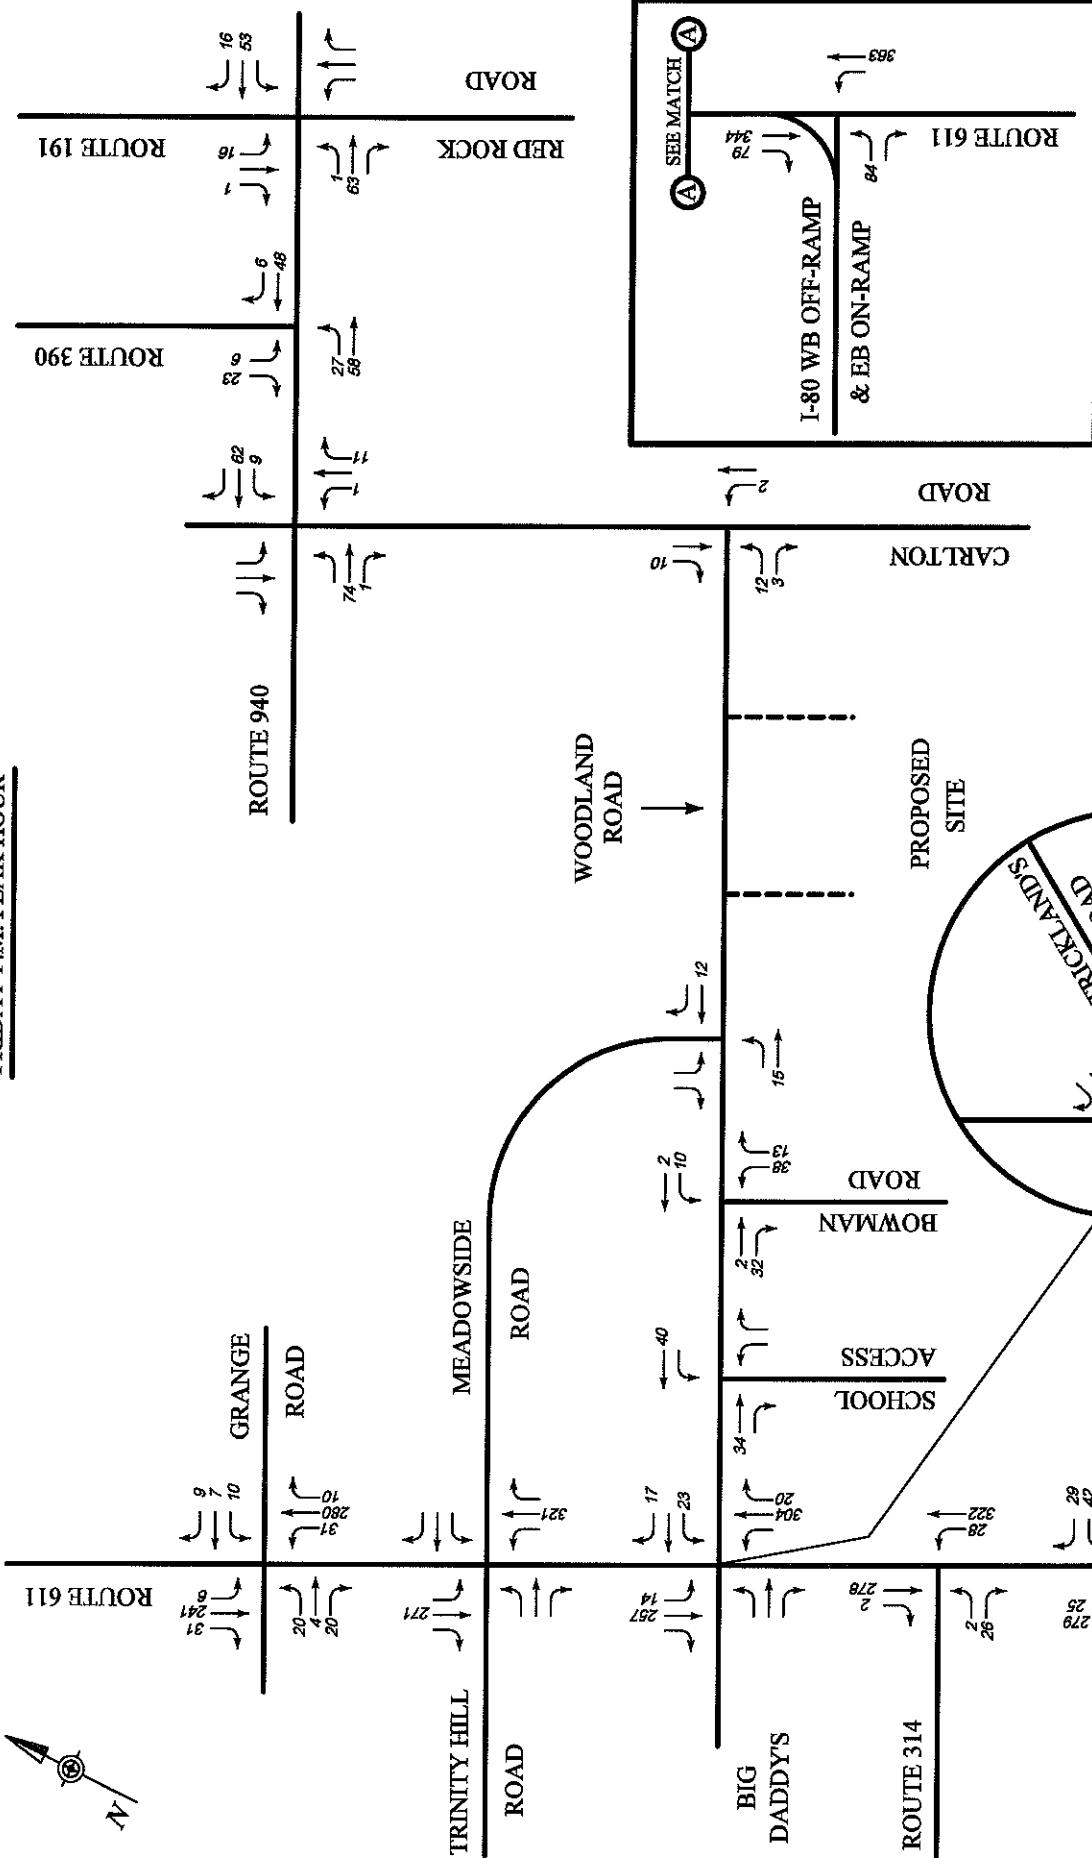 16
53
ROUTE 191
16
1
ROAD
RED ROCK
1
63
6
48
ROUTE 390
6
23
27
58
62
9
11
1
74
1
ROUTE 940
SEE MATCH
A
A
79
344
363
84
ROUTE 611
I-80 WB OFF-RAMP
& EB ON-RAMP
2
ROAD
CARLTON
10
12
3
WOODLAND
ROAD
PROPOSED
SITE
12
15
2
10
13
38
ROAD
BOWMAN
2
32
MEADOWSIDE
ROAD
40
ACCESS
SCHOOL
34
GRANGE
ROAD
9
7
10
10
280
31
ROUTE 611
6
241
31
20
4
20
321
271
TRINITY HILL
ROAD
17
23
20
304
14
257
BIG
DADDY'S
322
28
278
2
2
26
ROUTE 314
29
42
25
279
N